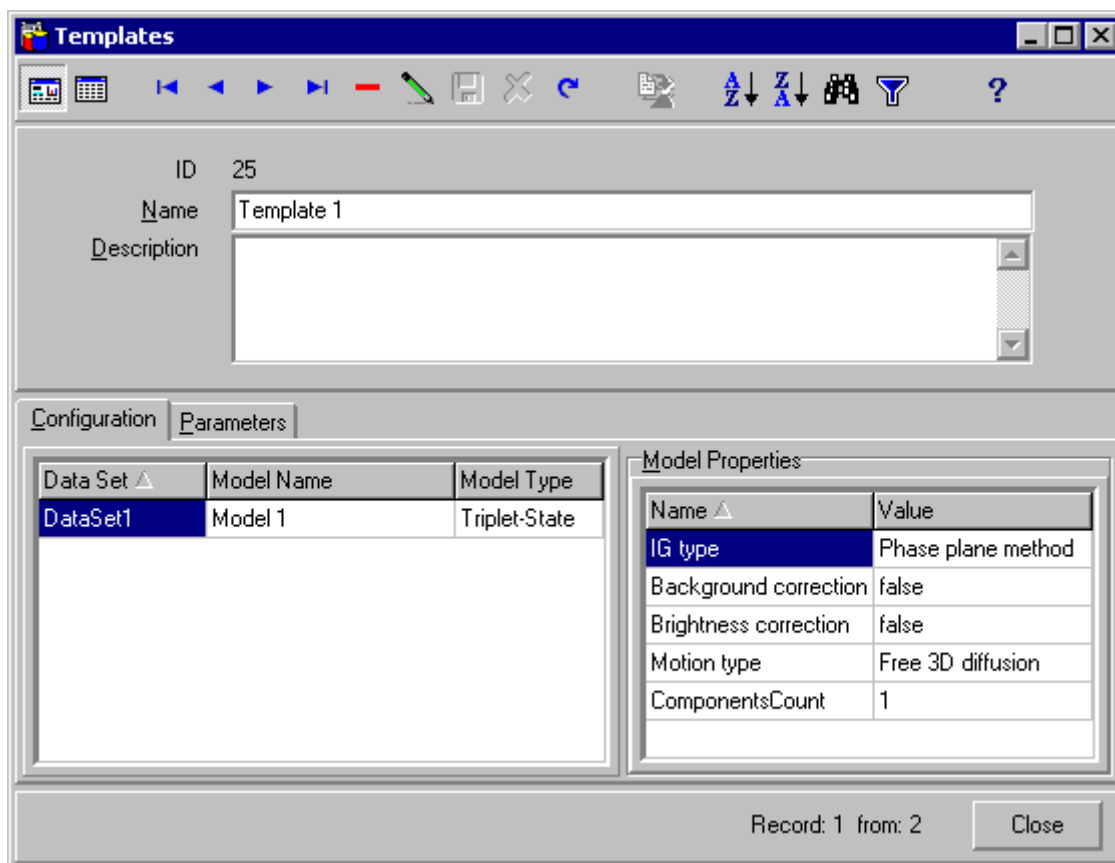 Templates
A Z Z A ?
ID 25
Name Template 1
Description
Configuration Parameters
Model Properties
Data Set Model Name Model Type
DataSet1 Model 1 Triplet-State
Name Value
IG type Phase plane method
Background correction false
Brightness correction false
Motion type Free 3D diffusion
ComponentsCount 1
Record: 1 from: 2 Close